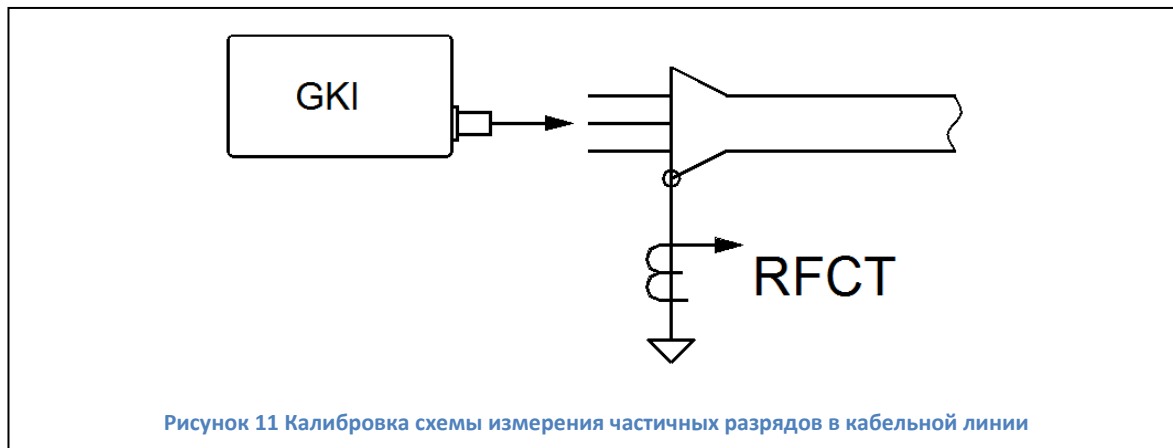 GKI
RFCT
Рисунок 11 Калибровка схемы измерения частичных разрядов в кабельной линии